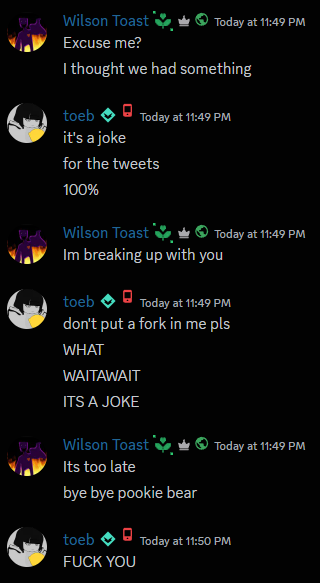 Wilson Toast Today at 11:49 PM
Excuse me?
I thought we had something
toeb Today at 11:49 PM
it's a joke
for the tweets
100%
Wilson Toast Today at 11:49 PM
Im breaking up with you
toeb Today at 11:49 PM
don't put a fork in me pls
WHAT
WAITAWAIT
ITS A JOKE
Wilson Toast Today at 11:49 PM
Its too late
bye bye pookie bear
toeb Today at 11:50 PM
FUCK YOU